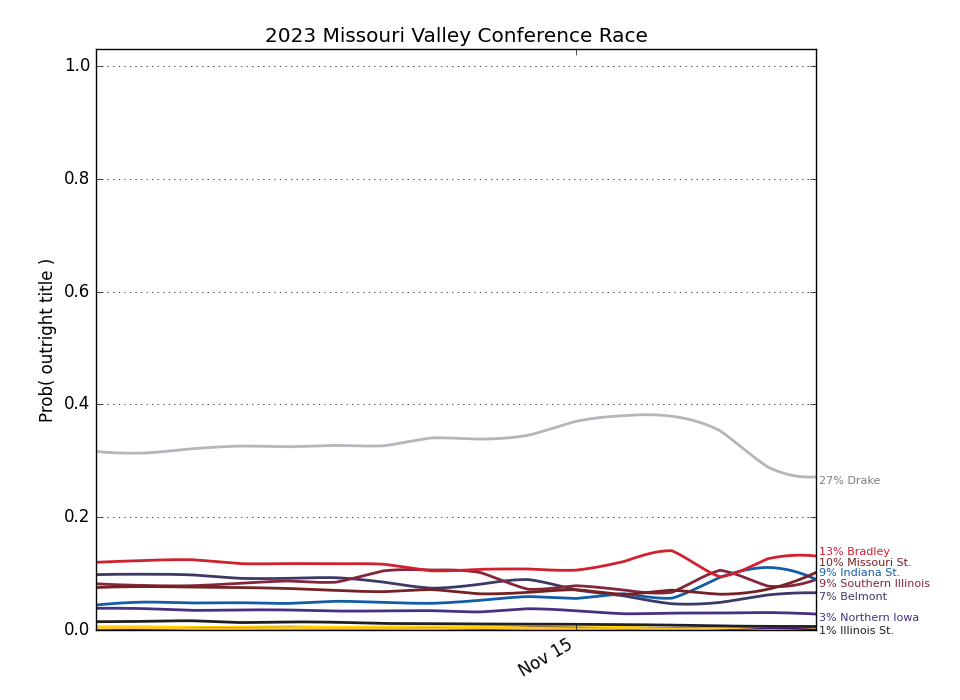 2023 Missouri Valley Conference Race
Prob( outright title )
1.0
0.8
0.6
0.4
0.2
0.0
Nov 15
27% Drake
13% Bradley
10% Missouri St.
9% Indiana St.
9% Southern Illinois
7% Belmont
3% Northern Iowa
1% Illinois St.